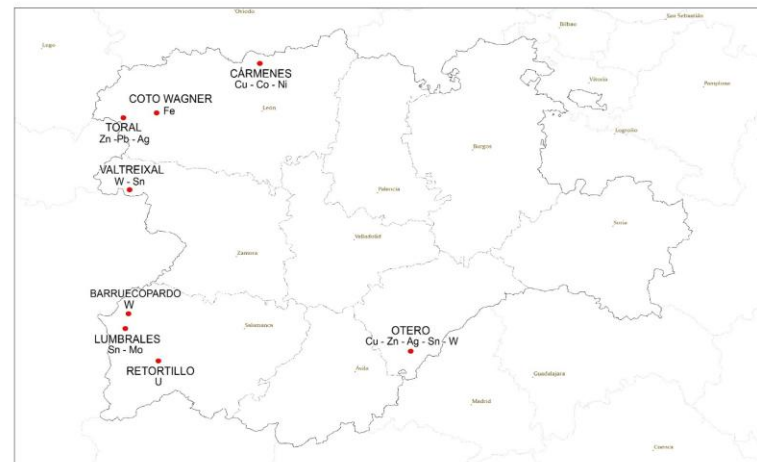 Oviedo
San Sebastián
Bilbao
Lugo
CÁRMENES
Cu - Co - Ni
Vitoria
Pamplona
COTO WAGNER
Fe
León
TORAL
Zn -Pb - Ag
Logroño
Burgos
VALTREIXAL
W - Sn
Palencia
Soria
Valladolid
Zamora
BARRUECOPARDO
W
LUMBRALES
Sn - Mo
Salamanca
OTERO
Cu - Zn - Ag - Sn - W
RETORTILLO
U
Ávila
Guadalajara
Madrid
Cuenca